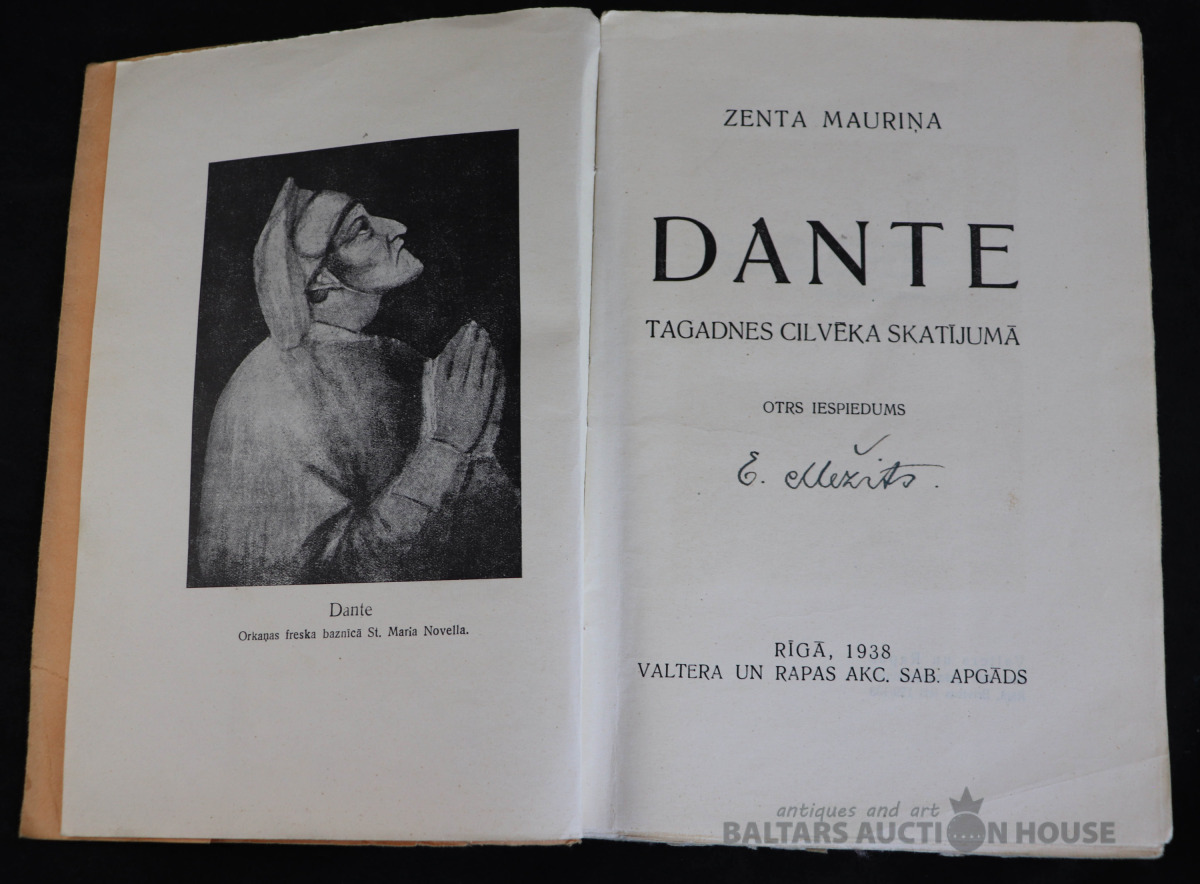 Dante
Orkaņas freska baznīcā St. Maria Novella.
ZENTA MAURIŅA
DANTE
TAGADNES CILVĒKA SKATĪJUMĀ
OTRS IESPIEDUMS
E. Mežits.
RĪGĀ, 1938
VALTERA UN RAPAS AKC. SAB. APGĀDS
antiques and art
BALTARS AUCTION HOUSE